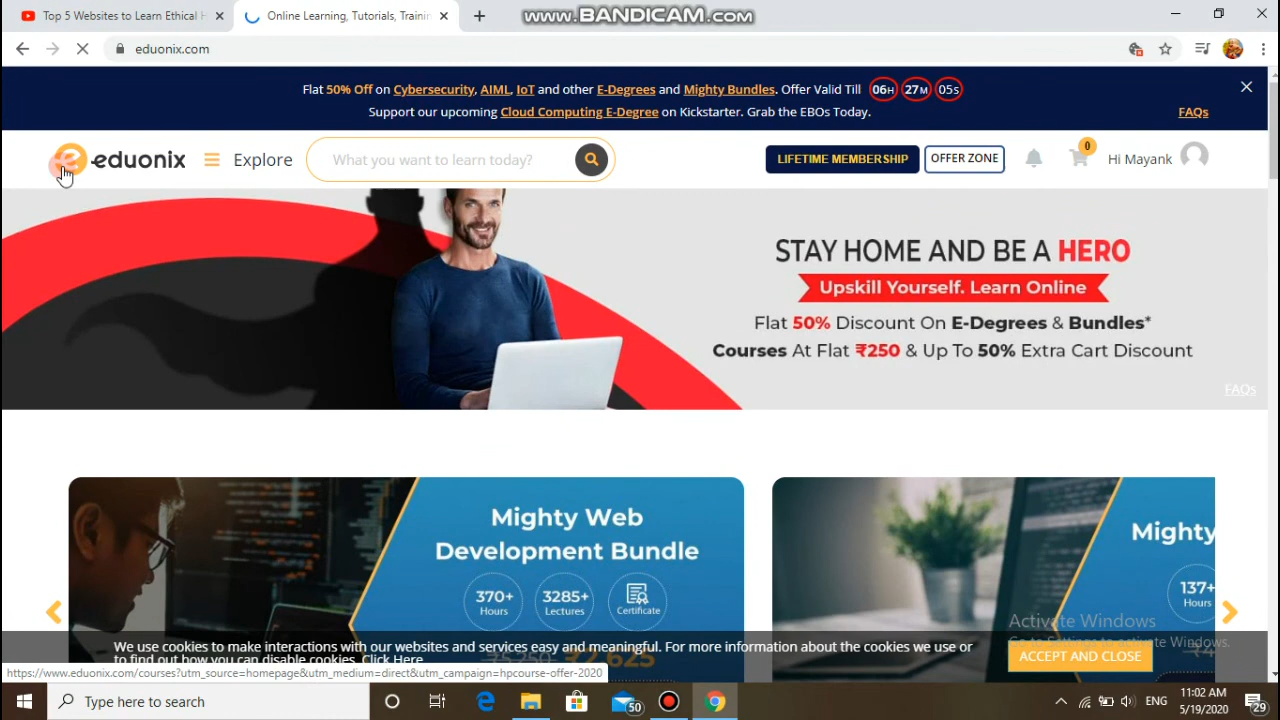 Top 5 Websites to Learn Ethical H
Online Learning, Tutorials, Trainin
www.BANDICAM.com
eduonix.com
Flat 50% Off on Cybersecurity, AIML, IoT and other E-Degrees and Mighty Bundles. Offer Valid Till 06H 27M 05S
Support our upcoming Cloud Computing E-Degree on Kickstarter. Grab the EBOs Today.
FAQs
eduonix
Explore
What you want to learn today?
LIFETIME MEMBERSHIP
OFFER ZONE
0
Hi Mayank
STAY HOME AND BE A HERO
Upskill Yourself. Learn Online
Flat 50% Discount On E-Degrees & Bundles*
Courses At Flat ₹250 & Up To 50% Extra Cart Discount
FAQs
Mighty Web
Development Bundle
370+ Hours
3285+ Lectures
Certificate
Mighty
137+ Hours
Activate Windows
Go to Settings to activate Windows.
We use cookies to make interactions with our websites and services easy and meaningful. For more information about the cookies we use or
to find out how you can disable cookies. Click Here
ACCEPT AND CLOSE
https://www.eduonix.com/courses?utm_source=homepage&utm_medium=direct&utm_campaign=hpcourse-offer-2020
Type here to search
50
ENG
11:02 AM
5/19/2020
29